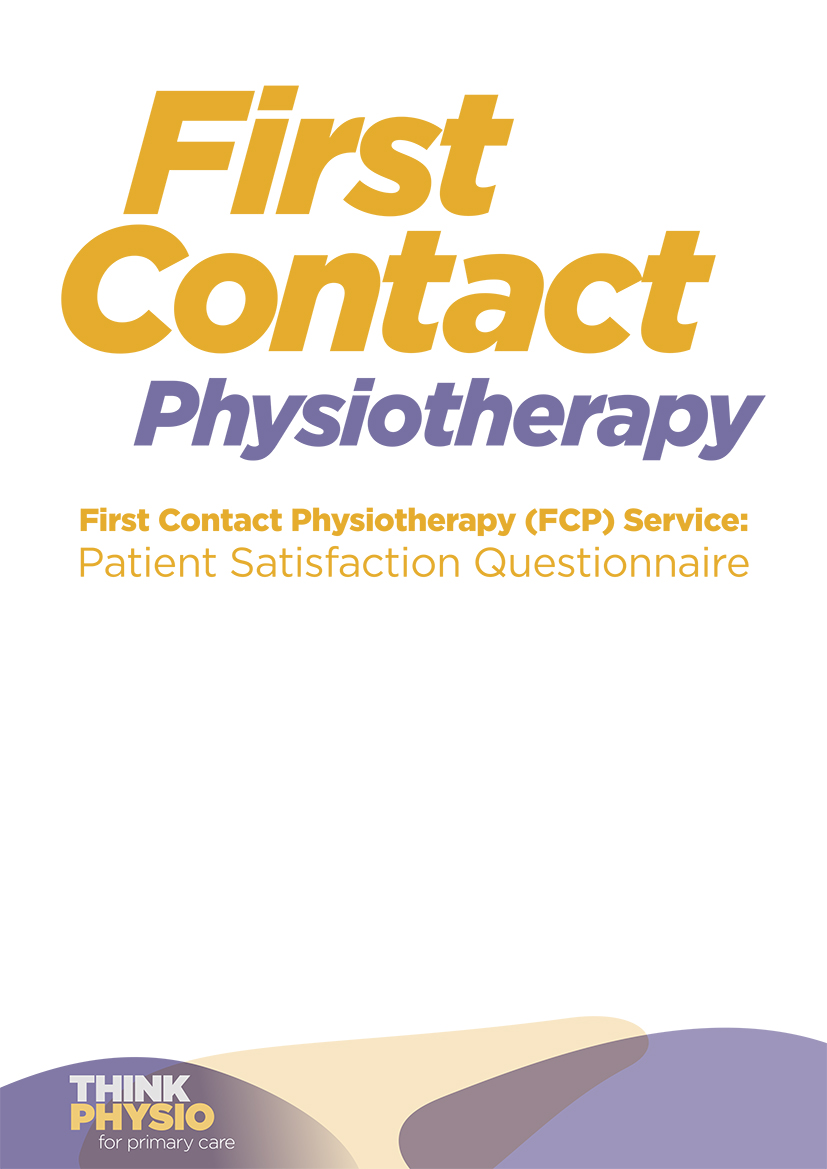 First
Contact
Physiotherapy
First Contact Physiotherapy (FCP) Service:
Patient Satisfaction Questionnaire
THINK
PHYSIO
for primary care